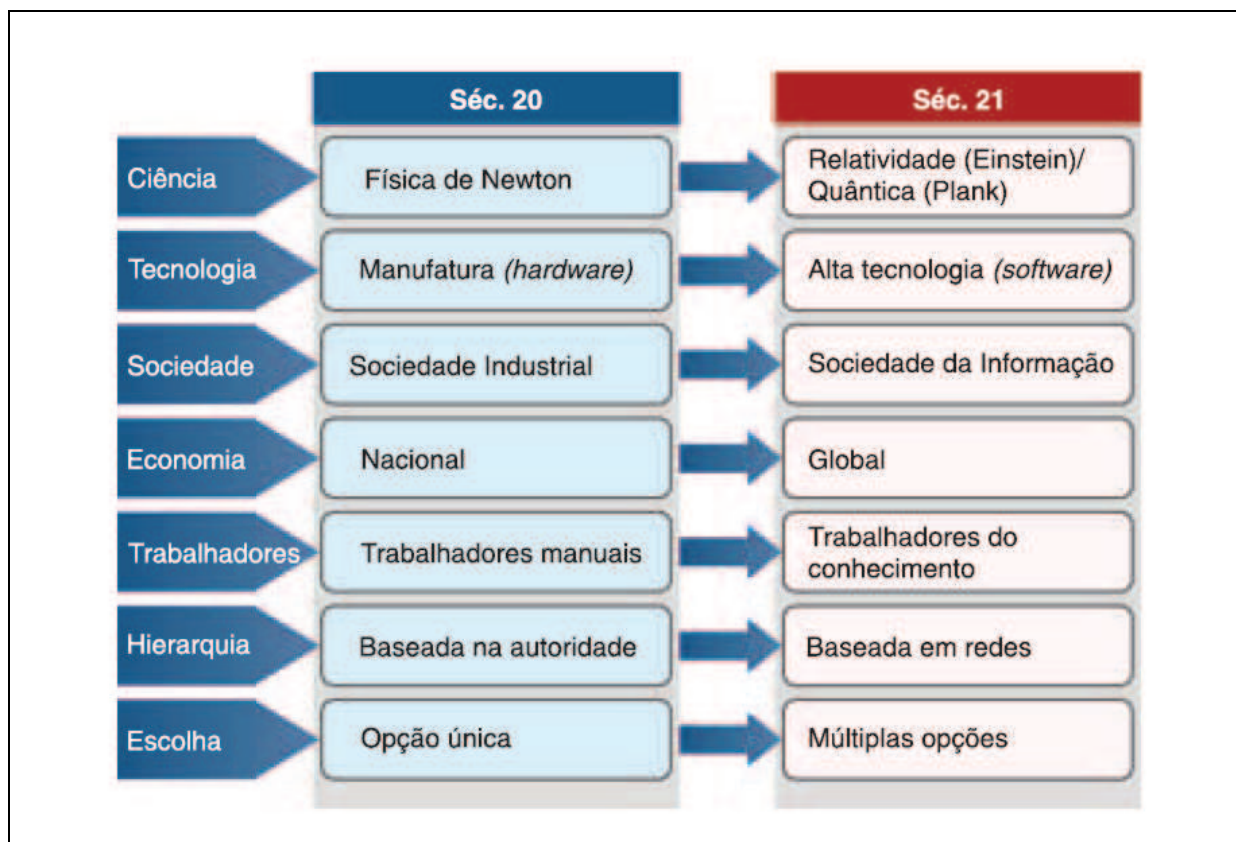 Séc. 20
Séc. 21
Ciência
Física de Newton
Relatividade (Einstein)/
Quântica (Plank)
Tecnologia
Manufatura (hardware)
Alta tecnologia (software)
Sociedade
Sociedade Industrial
Sociedade da Informação
Economia
Nacional
Global
Trabalhadores
Trabalhadores manuais
Trabalhadores do
conhecimento
Hierarquia
Baseada na autoridade
Baseada em redes
Escolha
Opção única
Múltiplas opções